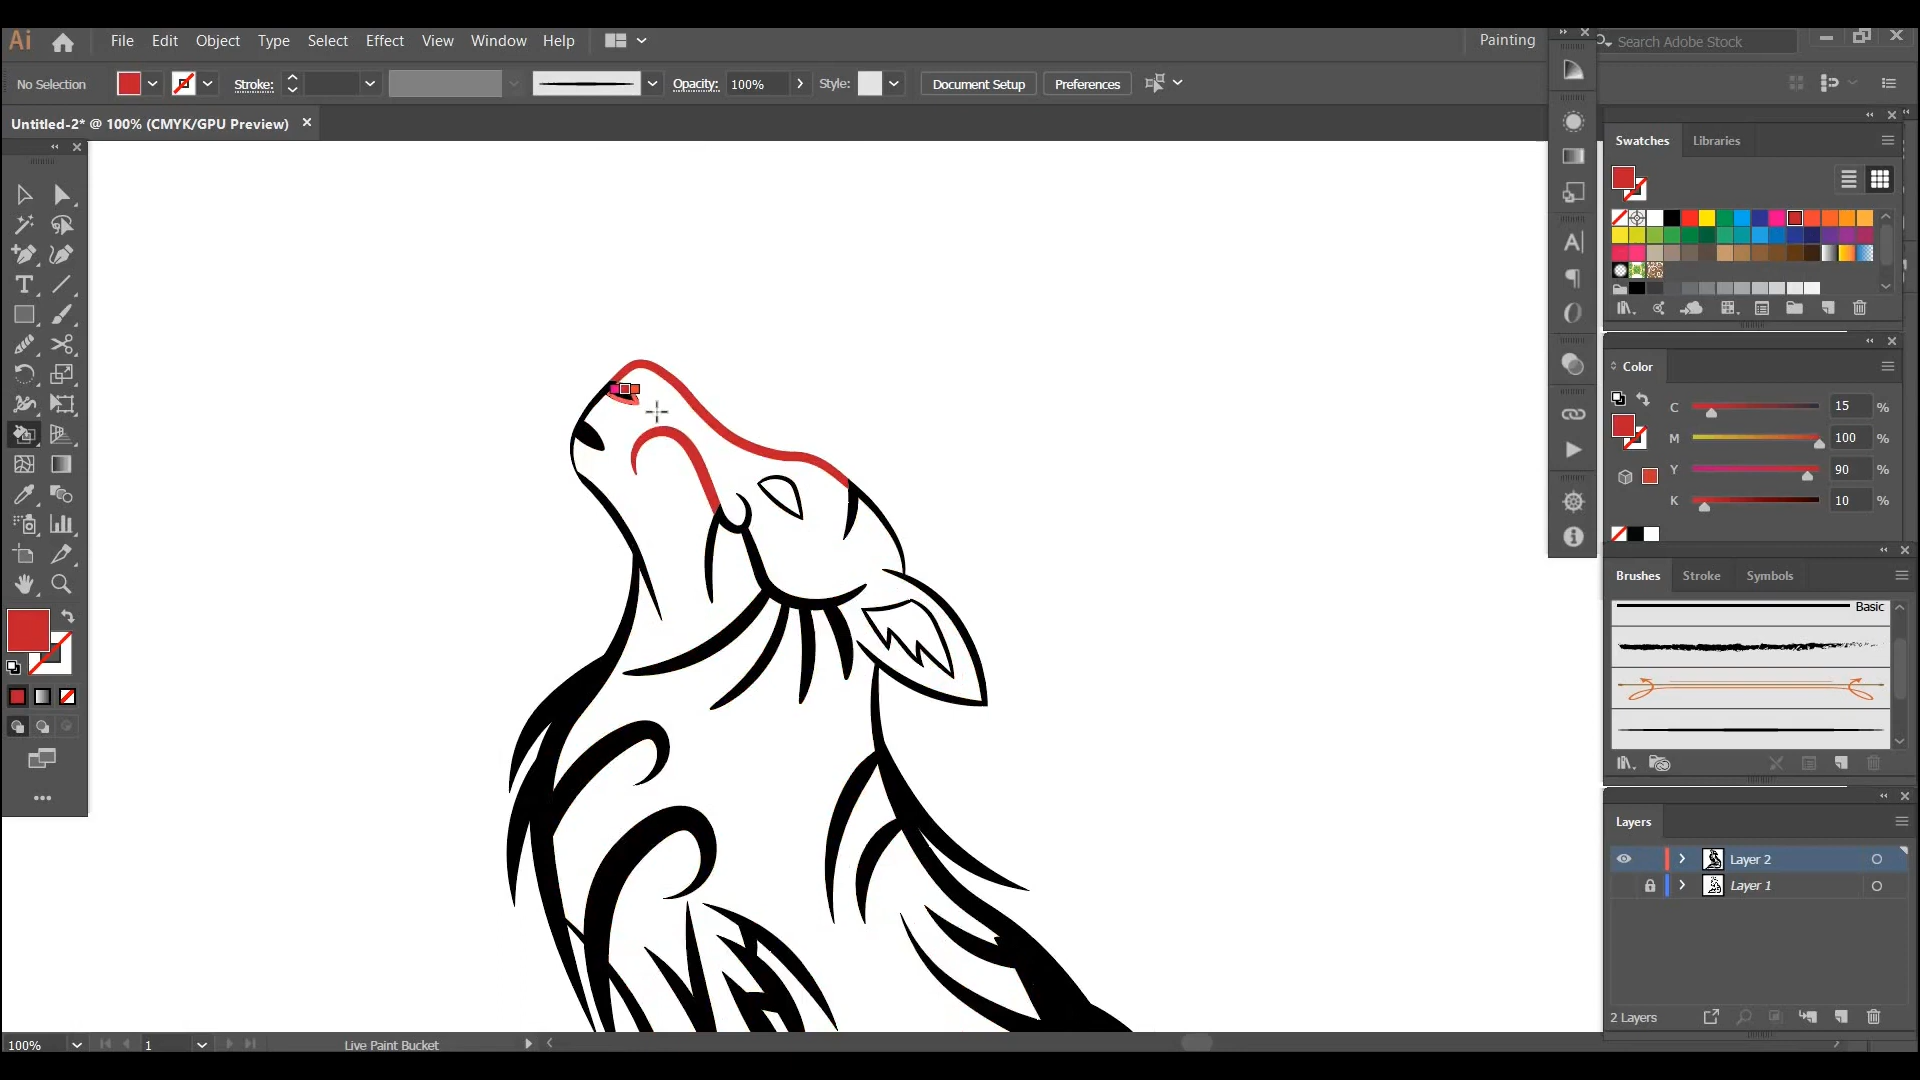 Ai File Edit Object Type Select Effect View Window Help Painting Search Adobe Stock
No Selection Stroke: Opacity: 100% Style: Document Setup Preferences
Untitled-2* @ 100% (CMYK/GPU Preview)
Swatches Libraries
Color
C 15 %
M 100 %
Y 90 %
K 10 %
Brushes Stroke Symbols
Basic
Layers
Layer 2
Layer 1
2 Layers
100% 1 Live Paint Bucket